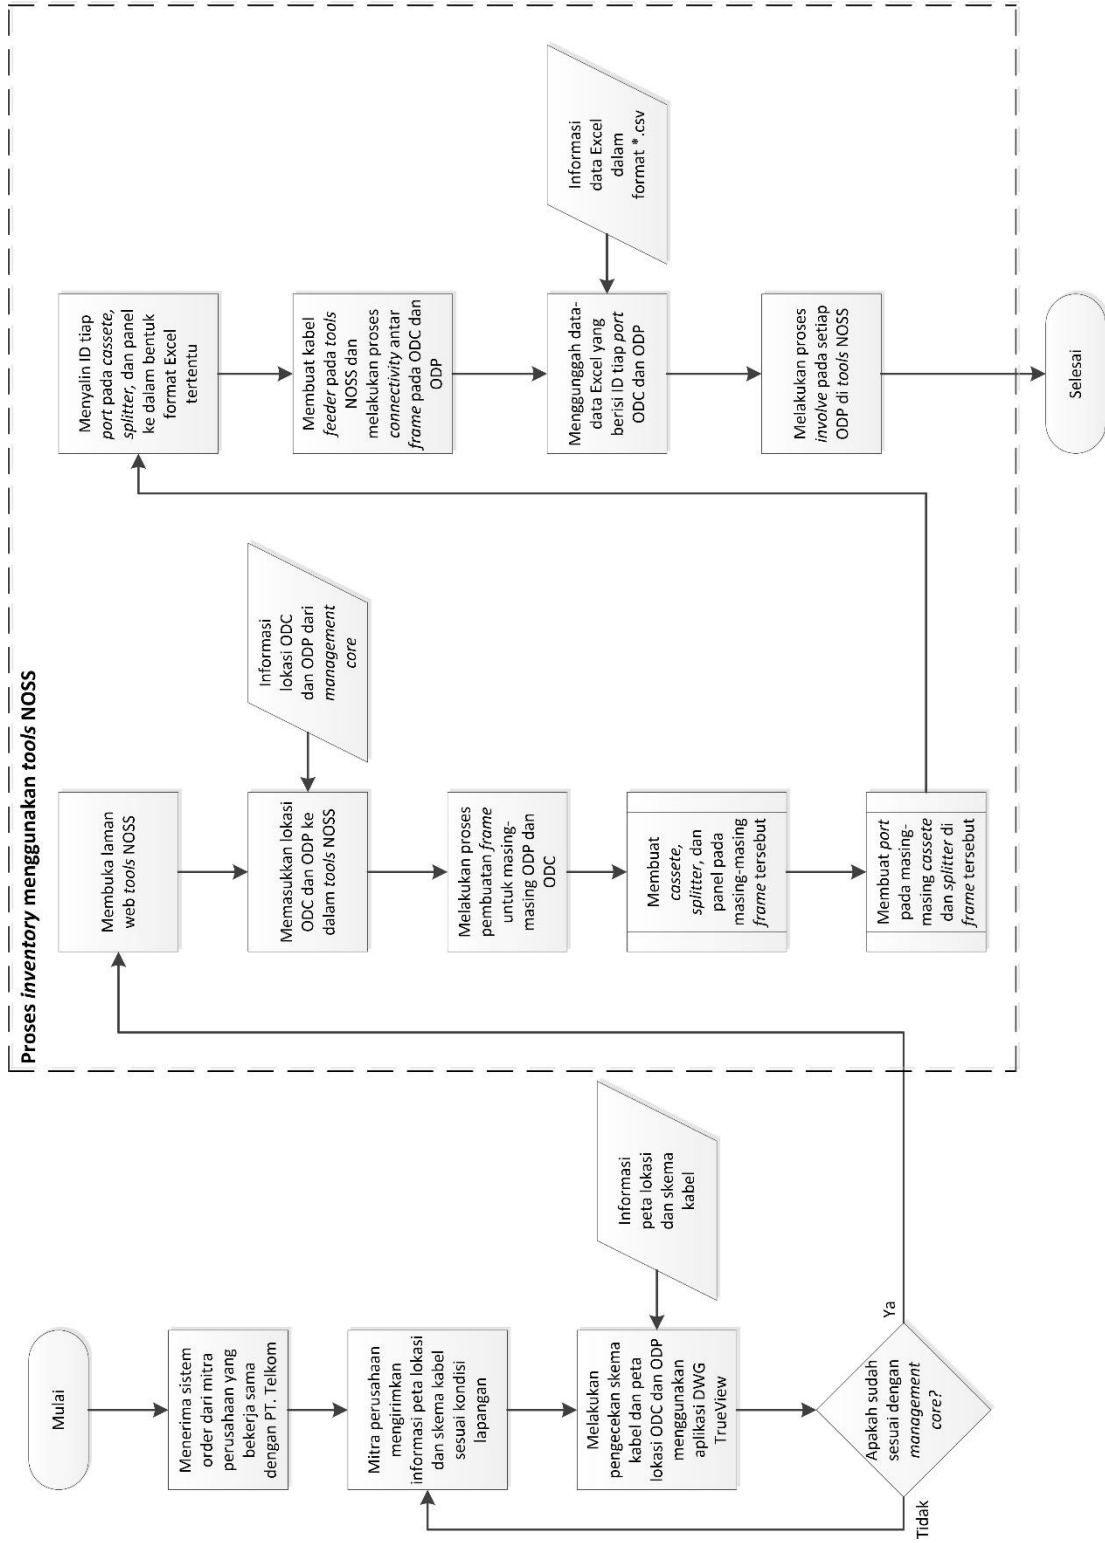 Mulai
Menerima sistem
order dari mitra
perusahaan yang
bekerja sama
dengan PT. Telkom
Mitra perusahaan
mengirimkan
informasi peta lokasi
dan skema kabel
sesuai kondisi
lapangan
Melakukan
pengecekan skema
kabel dan peta
lokasi ODC dan ODP
menggunakan
aplikasi DWG
TrueView
Informasi
peta lokasi
dan skema
kabel
Apakah sudah
sesuai dengan
management
core?
Tidak
Ya
Proses inventory menggunakan tools NOSS
Membuka laman
web tools NOSS
Memasukkan lokasi
ODC dan ODP ke
dalam tools NOSS
Informasi
lokasi ODC
dan ODP dari
management
core
Melakukan proses
pembuatan frame
untuk masing-
masing ODP dan
ODC
Membuat
cassete,
splitter, dan
panel pada
masing-masing
frame tersebut
Membuat port
pada masing-
masing cassete
dan splitter di
frame tersebut
Menyalin ID tiap
port pada cassete,
splitter, dan panel
ke dalam bentuk
format Excel
tertentu
Membuat kabel
feeder pada tools
NOSS dan
melakukan proses
connectivity antar
frame pada ODC dan
ODP
Menggunggah data-
data Excel yang
berisi ID tiap port
ODC dan ODP
Informasi
data Excel
dalam
format *.csv
Melakukan proses
involve pada setiap
ODP di tools NOSS
Selesai